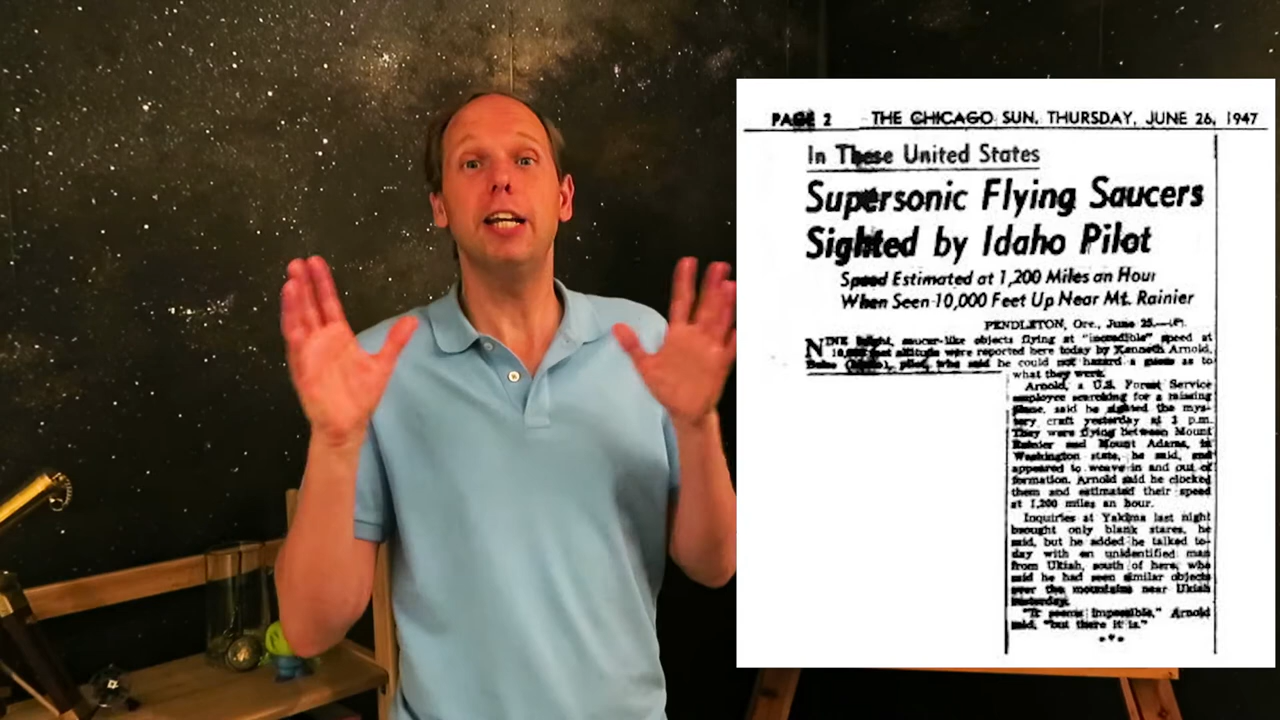 PAGE 2 THE CHICAGO SUN, THURSDAY, JUNE 26, 1947
In These United States
Supersonic Flying Saucers
Sighted by Idaho Pilot
Speed Estimated at 1,200 Miles an Hour
When Seen 10,000 Feet Up Near Mt. Rainier
PENDLETON, Ore., June 25.—(P).
NINE bright, saucer-like objects flying at "incredible" speed at
10,000 feet altitude were reported here today by Kenneth Arnold,
Boise (Idaho), pilot, who said he could not hazard a guess as to
what they were.
Arnold, a U.S. Forest Service
employee searching for a missing
plane, said he sighted the mys-
tery craft yesterday at 3 p.m.
They were flying between Mount
Rainier and Mount Adams, in
Washington state, he said, and
appeared to weave in and out of
formation. Arnold said he clocked
them and estimated their speed
at 1,200 miles an hour.
Inquiries at Yakima last night
brought only blank stares, he
said, but he added he talked to-
day with an unidentified man
from Ukiah, south of here, who
said he had seen similar objects
over the mountains near Ukiah
yesterday.
"It seems impossible," Arnold
said, "but there it is."